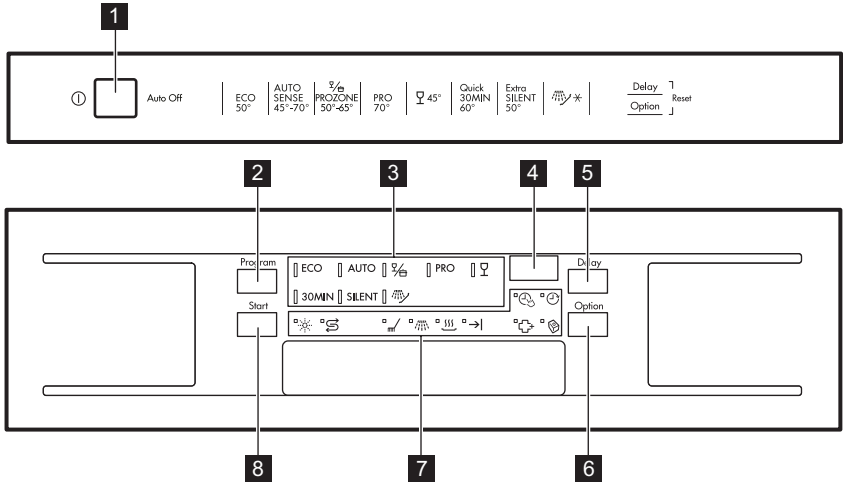 1
Auto Off
ECO
50°
AUTO
SENSE
45°-70°
PROZONE
50°-65°
PRO
70°
45°
Quick
30MIN
60°
Extra
SILENT
50°
Delay
Option
Reset
2
3
4
5
Program
ECO
AUTO
PRO
Delay
30MIN
SILENT
Start
Option
8
7
6